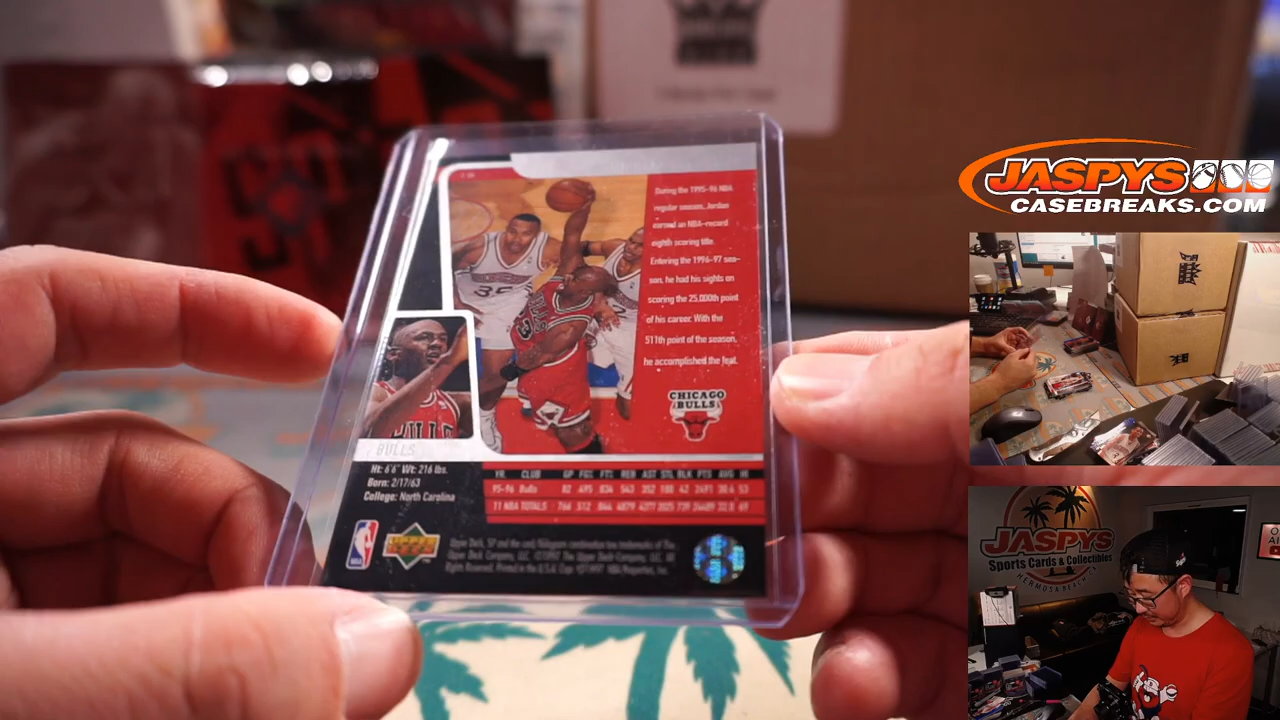 During the 1995-96 NBA
regular season, Jordan
earned an NBA-record
eighth scoring title.
Entering the 1996-97 sea-
son, he had his sights on
scoring the 25,000th point
of his career. With the
511th point of the season,
he accomplished the feat.
CHICAGO
BULLS
BULLS
Ht: 6'6" Wt: 216 lbs.
Born: 2/17/63
College: North Carolina
YR. CLUB GP FG% FT% REB AST STL BLK PTS AVG HI
95-96 Bulls 82 .495 .834 543 352 180 42 2491 30.4 53
11 NBA TOTALS
NBA
UPPER
DECK
JASPYS
CASEBREAKS.COM
JASPYS
Sports Cards & Collectibles
HERMOSA BEACH